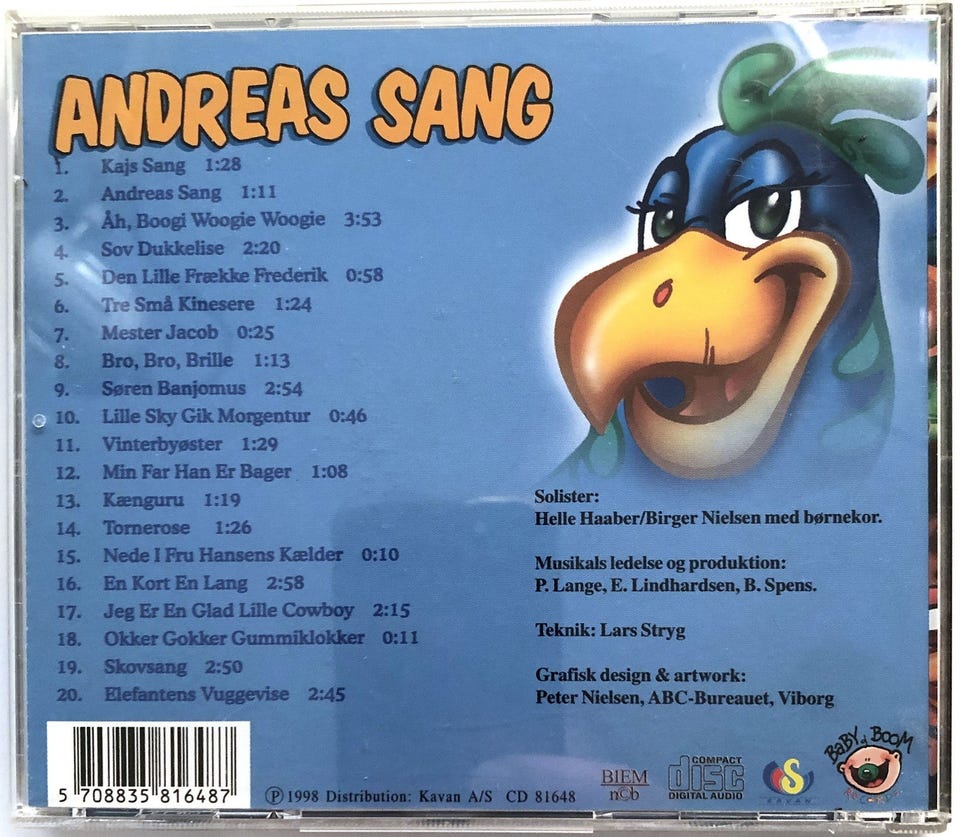 ANDREAS SANG
1. Kajs Sang 1:28
2. Andreas Sang 1:11
3. Åh, Boogi Woogie Woogie 3:53
4. Sov Dukkelise 2:20
5. Den Lille Frække Frederik 0:58
6. Tre Små Kinesere 1:24
7. Mester Jacob 0:25
8. Bro, Bro, Brille 1:13
9. Søren Banjomus 2:54
10. Lille Sky Gik Morgentur 0:46
11. Vinterbyøster 1:29
12. Min Far Han Er Bager 1:08
13. Kænguru 1:19
14. Tornerose 1:26
15. Nede I Fru Hansens Kælder 0:10
16. En Kort En Lang 2:58
17. Jeg Er En Glad Lille Cowboy 2:15
18. Okker Gokker Gummiklokker 0:11
19. Skovsang 2:50
20. Elefantens Vuggevise 2:45
Solister:
Helle Haaber/Birger Nielsen med børnekor.
Musikals ledelse og produktion:
P. Lange, E. Lindhardsen, B. Spens.
Teknik: Lars Stryg
Grafisk design & artwork:
Peter Nielsen, ABC-Bureauet, Viborg
5 708835 816487
℗ 1998 Distribution: Kavan A/S CD 81648
BIEM
n©b
COMPACT
disc
DIGITAL AUDIO
S
KAVAN
BABY BOOM